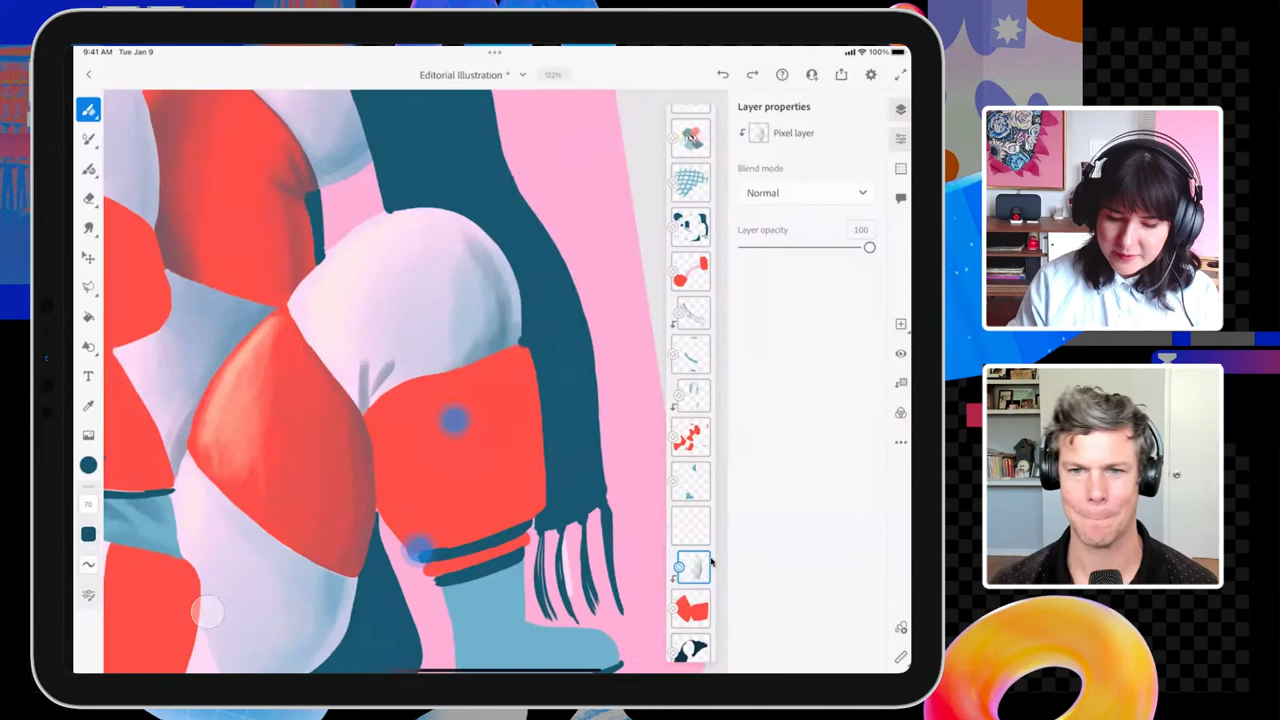 9:41 AM Tue Jan 9
100%
Editorial Illustration *
122%
Layer properties
Pixel layer
Blend mode
Normal
Layer opacity
100
T
70